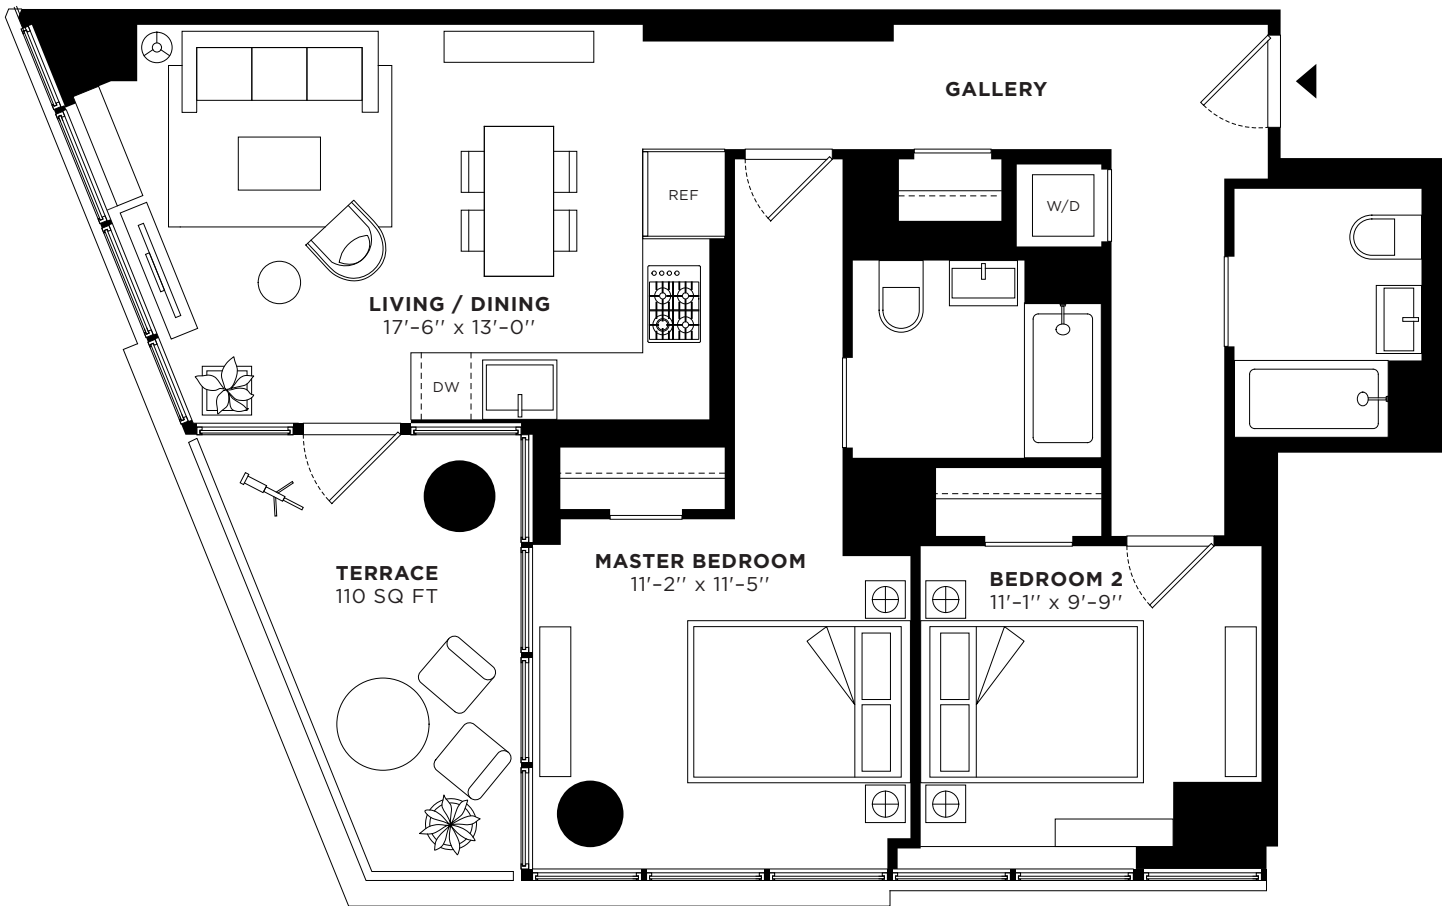 GALLERY
REF
W/D
LIVING / DINING
17'-6'' x 13'-0''
DW
MASTER BEDROOM
11'-2'' x 11'-5''
TERRACE
110 SQ FT
BEDROOM 2
11'-1'' x 9'-9''